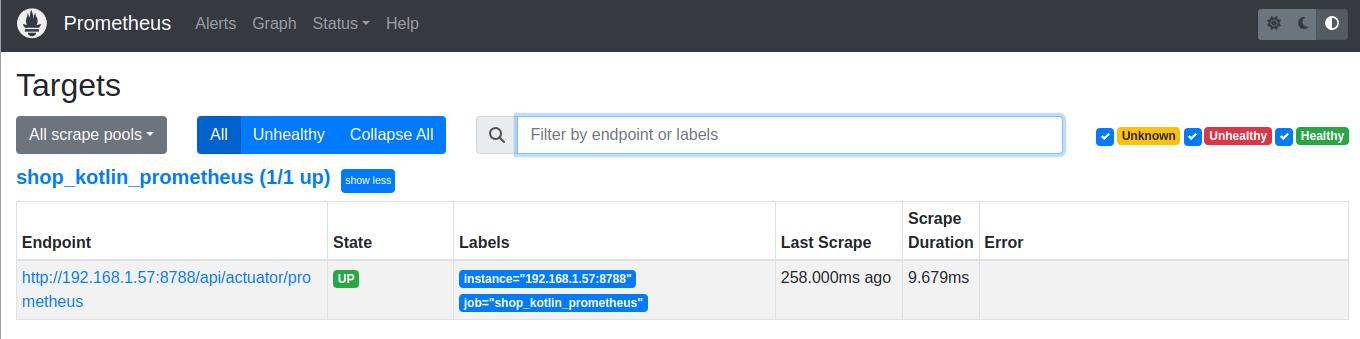 Prometheus Alerts Graph Status Help
Targets
All scrape pools All Unhealthy Collapse All Filter by endpoint or labels Unknown Unhealthy Healthy
shop_kotlin_prometheus (1/1 up) show less
Endpoint State Labels Last Scrape Scrape Duration Error
http://192.168.1.57:8788/api/actuator/pro
metheus
UP
instance="192.168.1.57:8788"
job="shop_kotlin_prometheus"
258.000ms ago
9.679ms